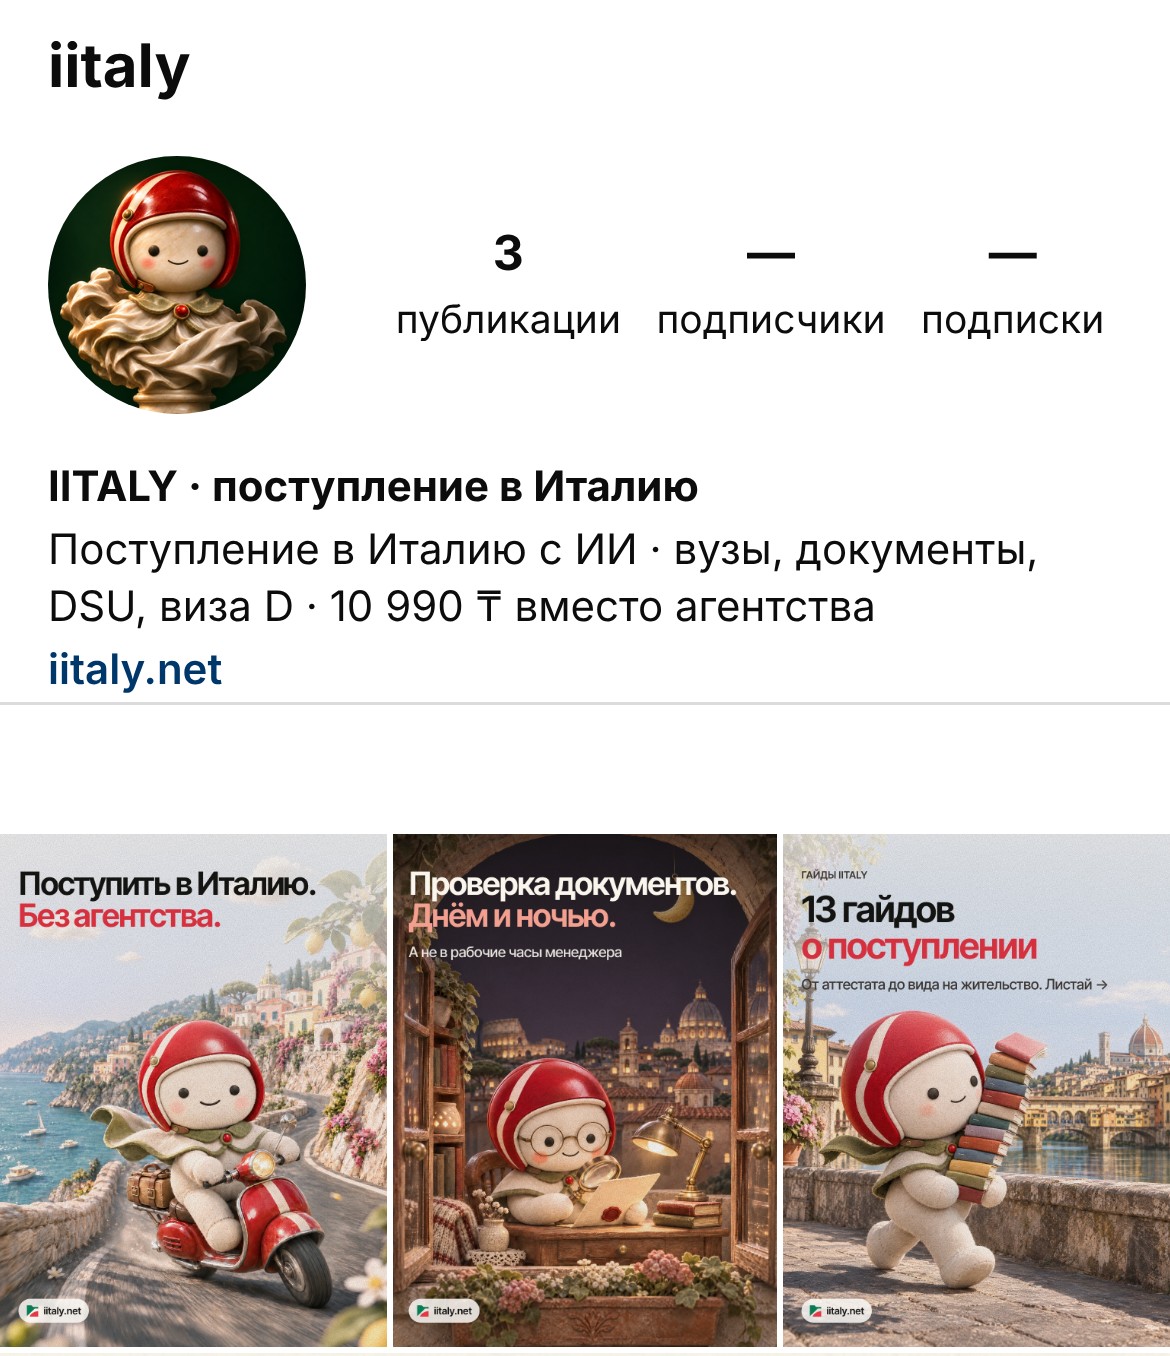 iitaly
3
—
—
публикации
подписчики
подписки
IITALY · поступление в Италию
Поступление в Италию с ИИ · вузы, документы,
DSU, виза D · 10 990 ₸ вместо агентства
iitaly.net
Поступить в Италию.
Без агентства.
iitaly.net
Проверка документов.
Днём и ночью.
А не в рабочие часы менеджера
iitaly.net
ГАЙДЫ IITALY
13 гайдов
о поступлении
От аттестата до вида на жительство. Листай →
iitaly.net